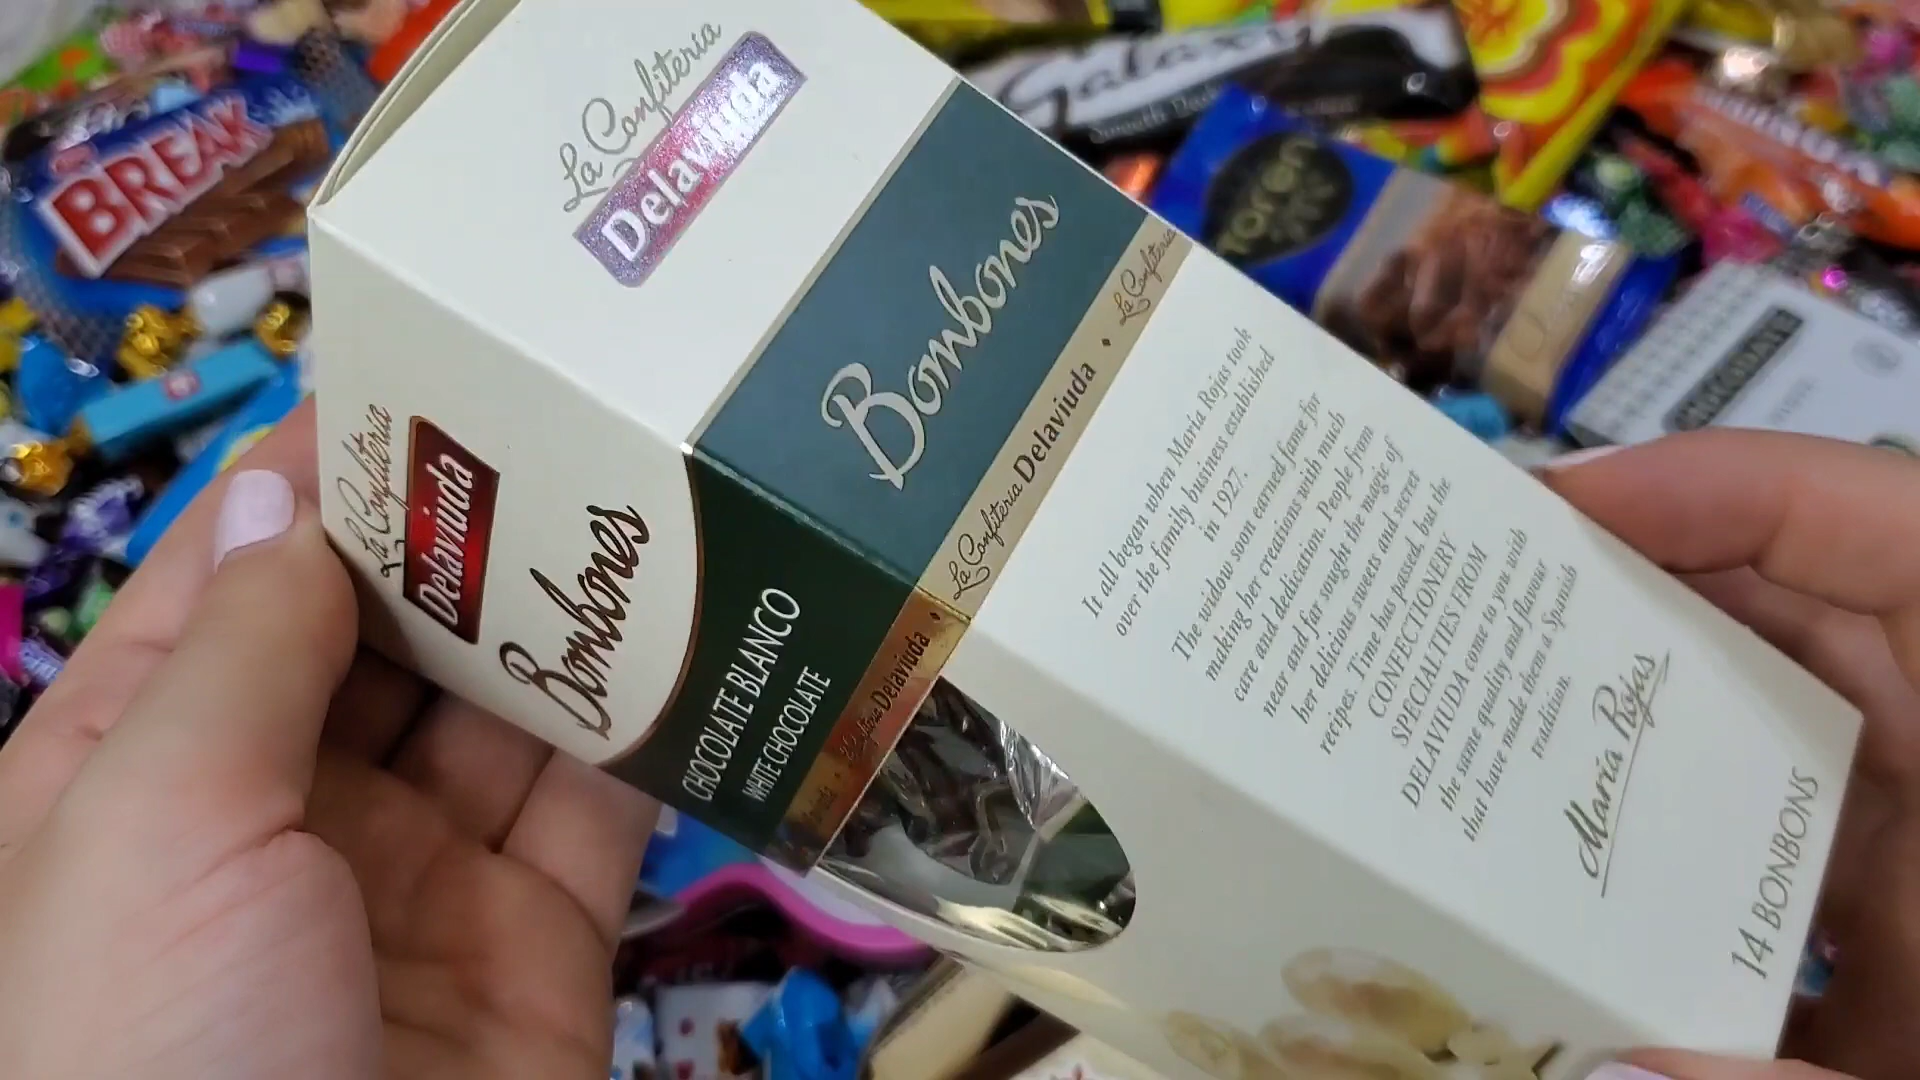 La Confitería
Delaviuda
Bombones
La Confitería Delaviuda • La Confitería
It all began when María Rojas took
over the family business established
in 1927.
The widow soon earned fame for
making her creations with much
care and dedication. People from
near and far sought the magic of
her delicious sweets and secret
recipes. Time has passed, but the
CONFECTIONERY
SPECIALTIES FROM
DELAVIUDA come to you with
the same quality and flavour
that have made them a Spanish
tradition.
María Rojas
14 BONBONS
La Confitería
Delaviuda
Bombones
CHOCOLATE BLANCO
WHITE CHOCOLATE
Delaviuda
BREAK
Galaxy
Smooth Dark
Toren
CHOCOLATE